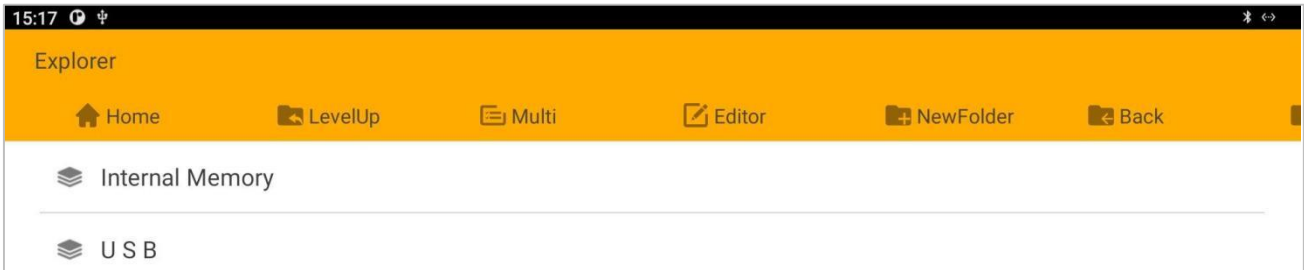 15:17
Explorer
Home LevelUp Multi Editor NewFolder Back
Internal Memory
U S B